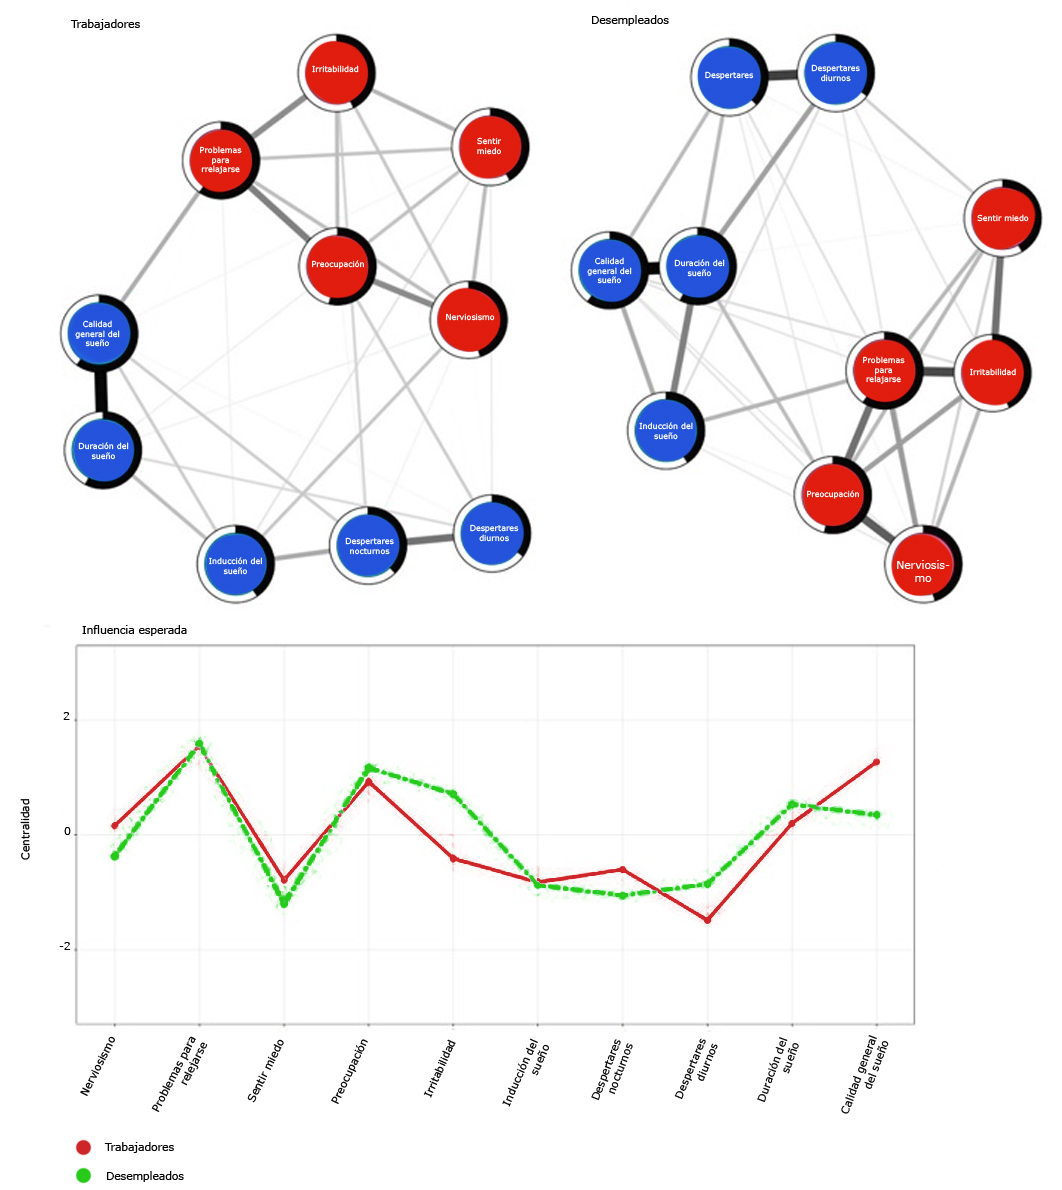 Trabajadores
Irritabilidad
Sentir
miedo
Problemas
para
rrelajarse
Preocupación
Nerviosismo
Calidad
general del
sueño
Duración del
sueño
Inducción del
sueño
Despertares
nocturnos
Despertares
diurnos
Desempleados
Despertares
Despertares
diurnos
Sentir miedo
Calidad
general del
sueño
Duración del
sueño
Problemas
para
relajarse
Irritabilidad
Inducción del
sueño
Preocupación
Nerviosis-
mo
Influencia esperada
Centralidad
2
0
-2
Nerviosismo
Problemas para
relejarse
Sentir miedo
Preocupación
Irritabilidad
Inducción del
sueño
Despertares
nocturnos
Despertares
diurnos
Duración del
sueño
Calidad general
del sueño
Trabajadores
Desempleados